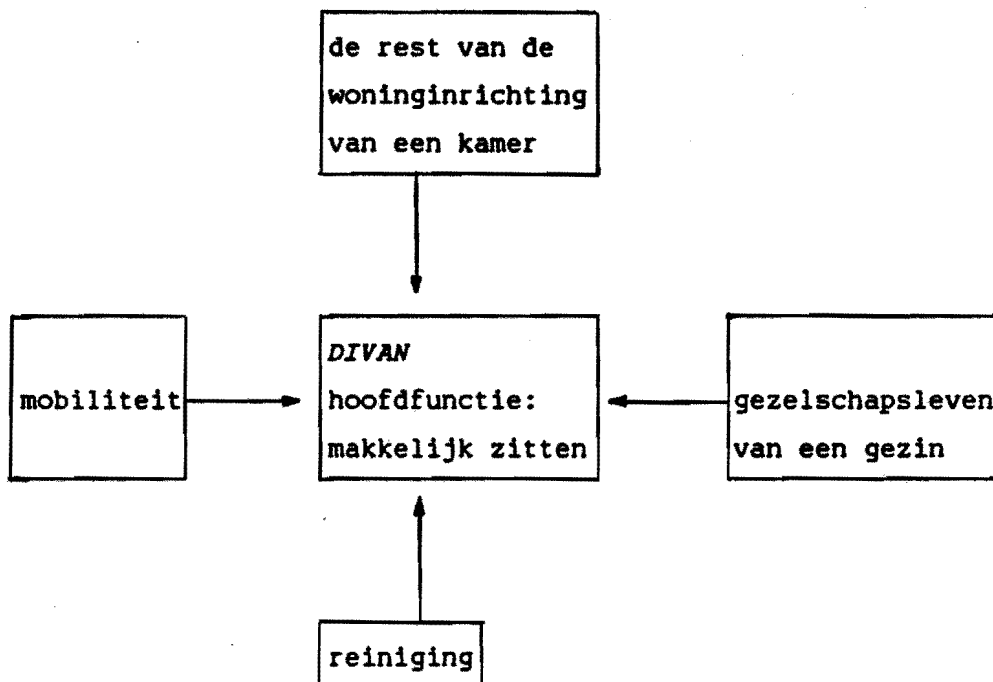 de rest van de
woninginrichting
van een kamer
mobiliteit
DIVAN
hoofdfunctie:
makkelijk zitten
gezelschapsleven
van een gezin
reiniging